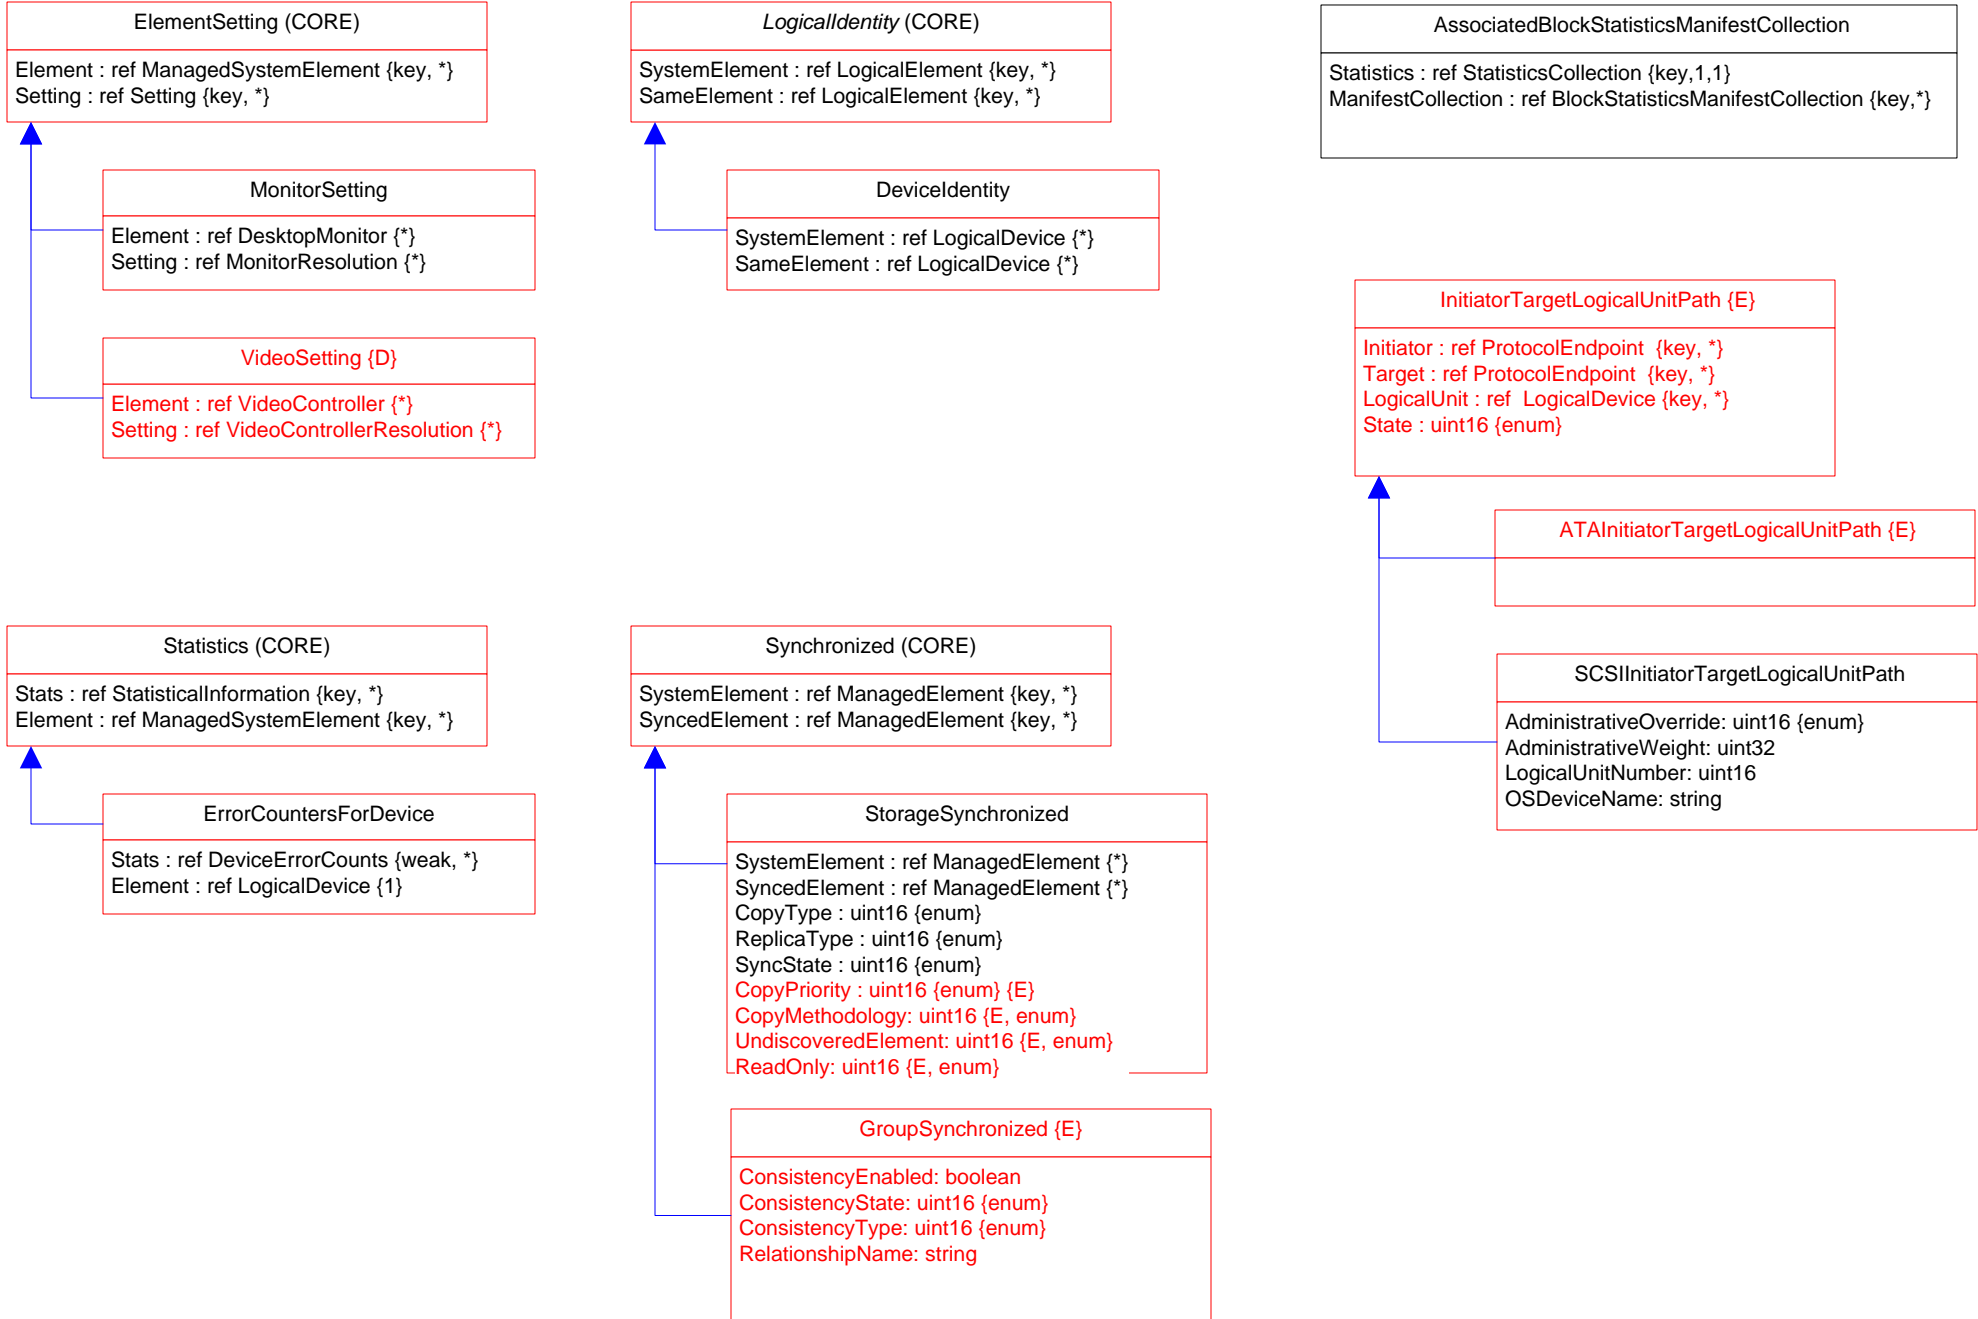 ElementSetting (CORE)
Element : ref ManagedSystemElement {key, *}
Setting : ref Setting {key, *}
MonitorSetting
Element : ref DesktopMonitor {*}
Setting : ref MonitorResolution {*}
VideoSetting {D}
Element : ref VideoController {*}
Setting : ref VideoControllerResolution {*}
LogicalIdentity (CORE)
SystemElement : ref LogicalElement {key, *}
SameElement : ref LogicalElement {key, *}
DeviceIdentity
SystemElement : ref LogicalDevice {*}
SameElement : ref LogicalDevice {*}
AssociatedBlockStatisticsManifestCollection
Statistics : ref StatisticsCollection {key,1,1}
ManifestCollection : ref BlockStatisticsManifestCollection {key,*}
InitiatorTargetLogicalUnitPath {E}
Initiator : ref ProtocolEndpoint  {key, *}
Target : ref ProtocolEndpoint  {key, *}
LogicalUnit : ref  LogicalDevice {key, *}
State : uint16 {enum}
ATAInitiatorTargetLogicalUnitPath {E}
SCSIInitiatorTargetLogicalUnitPath
AdministrativeOverride: uint16 {enum}
AdministrativeWeight: uint32
LogicalUnitNumber: uint16
OSDeviceName: string
Statistics (CORE)
Stats : ref StatisticalInformation {key, *}
Element : ref ManagedSystemElement {key, *}
ErrorCountersForDevice
Stats : ref DeviceErrorCounts {weak, *}
Element : ref LogicalDevice {1}
Synchronized (CORE)
SystemElement : ref ManagedElement {key, *}
SyncedElement : ref ManagedElement {key, *}
StorageSynchronized
SystemElement : ref ManagedElement {*}
SyncedElement : ref ManagedElement {*}
CopyType : uint16 {enum}
ReplicaType : uint16 {enum}
SyncState : uint16 {enum}
CopyPriority : uint16 {enum} {E}
CopyMethodology: uint16 {E, enum}
UndiscoveredElement: uint16 {E, enum}
ReadOnly: uint16 {E, enum}
GroupSynchronized {E}
ConsistencyEnabled: boolean
ConsistencyState: uint16 {enum}
ConsistencyType: uint16 {enum}
RelationshipName: string